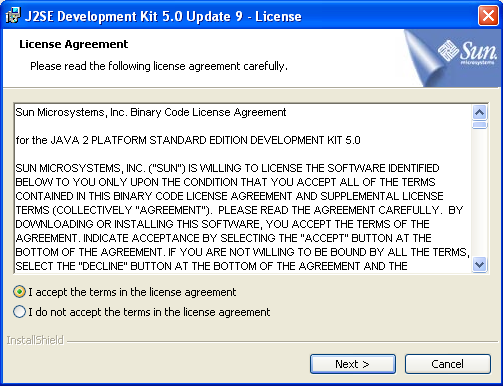 J2SE Development Kit 5.0 Update 9 - License
License Agreement
Please read the following license agreement carefully.
Sun
microsystems
Sun Microsystems, Inc. Binary Code License Agreement
for the JAVA 2 PLATFORM STANDARD EDITION DEVELOPMENT KIT 5.0
SUN MICROSYSTEMS, INC. ("SUN") IS WILLING TO LICENSE THE SOFTWARE IDENTIFIED
BELOW TO YOU ONLY UPON THE CONDITION THAT YOU ACCEPT ALL OF THE TERMS
CONTAINED IN THIS BINARY CODE LICENSE AGREEMENT AND SUPPLEMENTAL LICENSE
TERMS (COLLECTIVELY "AGREEMENT").  PLEASE READ THE AGREEMENT CAREFULLY.  BY
DOWNLOADING OR INSTALLING THIS SOFTWARE, YOU ACCEPT THE TERMS OF THE
AGREEMENT. INDICATE ACCEPTANCE BY SELECTING THE "ACCEPT" BUTTON AT THE
BOTTOM OF THE AGREEMENT. IF YOU ARE NOT WILLING TO BE BOUND BY ALL THE TERMS,
SELECT THE "DECLINE" BUTTON AT THE BOTTOM OF THE AGREEMENT AND THE
I accept the terms in the license agreement
I do not accept the terms in the license agreement
InstallShield
Next >
Cancel